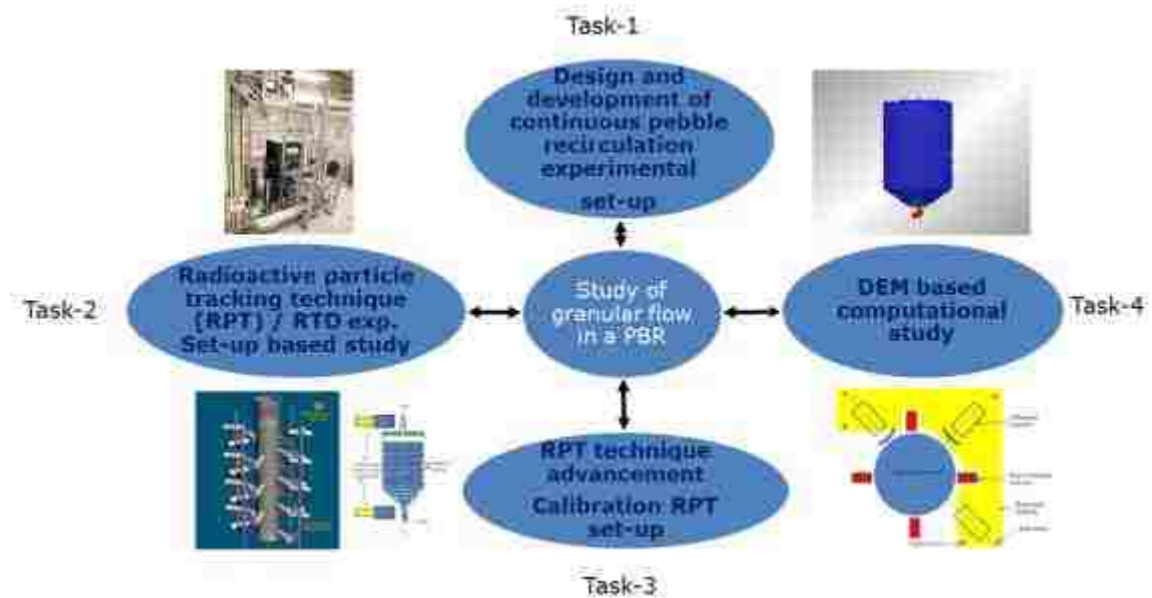 Task-1
Design and
development of
continuous pebble
recirculation
experimental
set-up
Radioactive particle
tracking technique
(RPT) / RTD exp.
Set-up based study
Task-2
Study of
granular flow
in a PBR
DEM based
computational
study
Task-4
RPT technique
advancement
Calibration RPT
set-up
Task-3